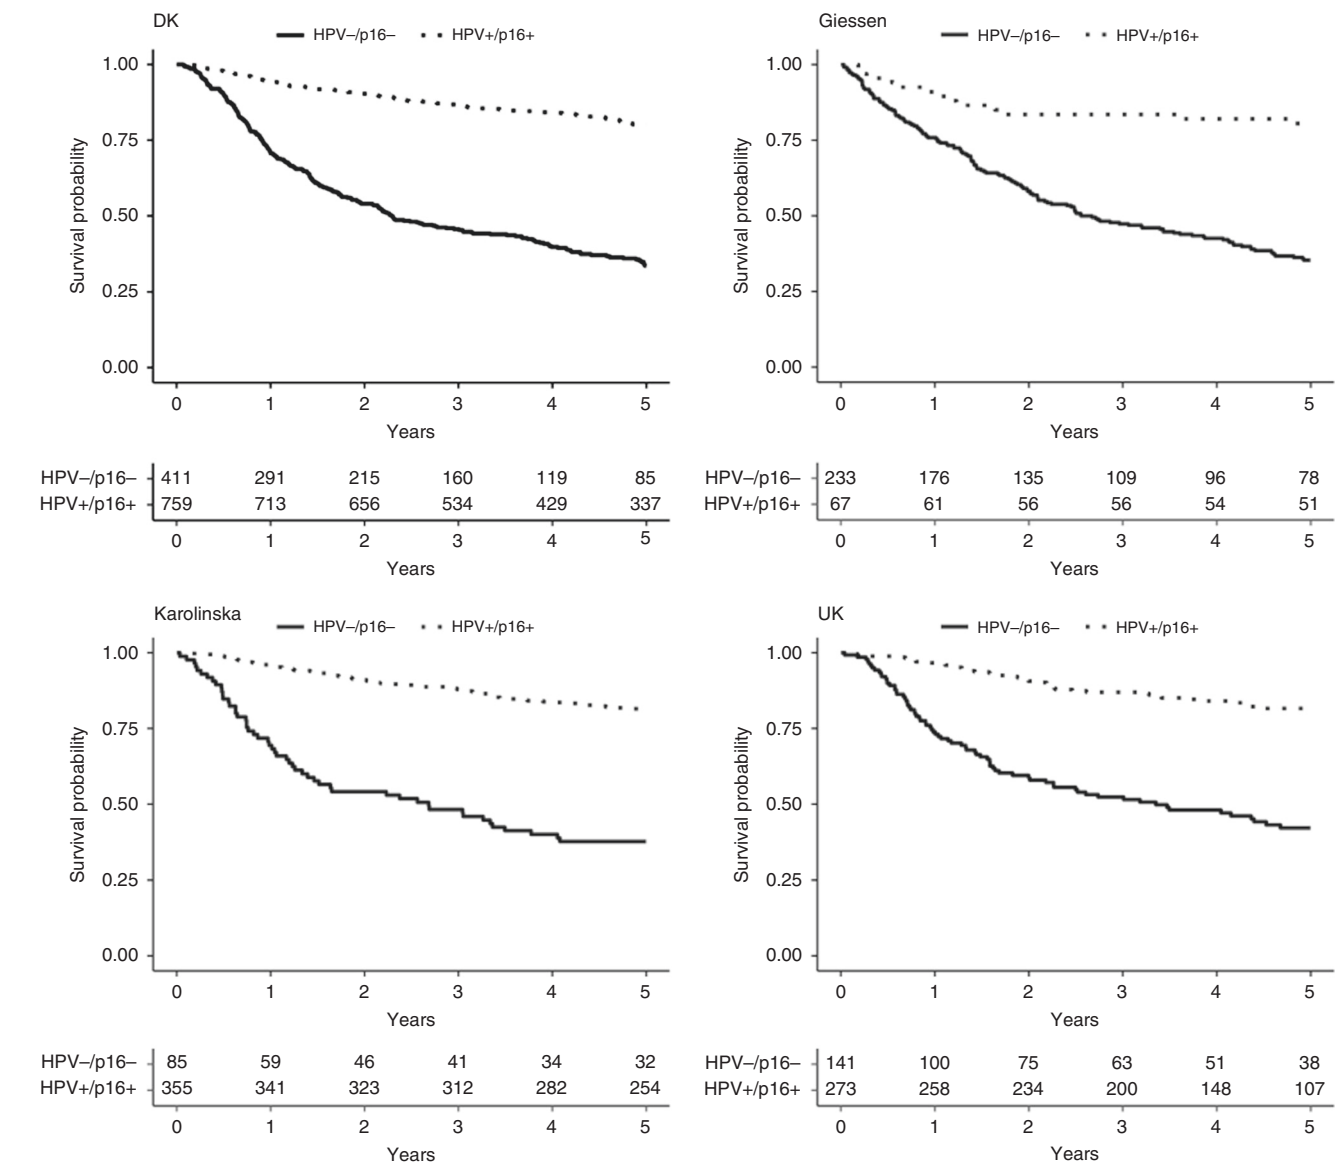 DK
HPV–/p16– HPV+/p16+
1.00
0.75
0.50
0.25
0.00
Survival probability
0 1 2 3 4 5
Years
HPV–/p16– 411 291 215 160 119 85
HPV+/p16+ 759 713 656 534 429 337
0 1 2 3 4 5
Years
Giessen
HPV–/p16– HPV+/p16+
1.00
0.75
0.50
0.25
0.00
Survival probability
0 1 2 3 4 5
Years
HPV–/p16– 233 176 135 109 96 78
HPV+/p16+ 67 61 56 56 54 51
0 1 2 3 4 5
Years
Karolinska
HPV–/p16– HPV+/p16+
1.00
0.75
0.50
0.25
0.00
Survival probability
0 1 2 3 4 5
Years
HPV–/p16– 85 59 46 41 34 32
HPV+/p16+ 355 341 323 312 282 254
0 1 2 3 4 5
Years
UK
HPV–/p16– HPV+/p16+
1.00
0.75
0.50
0.25
0.00
Survival probability
0 1 2 3 4 5
Years
HPV–/p16– 141 100 75 63 51 38
HPV+/p16+ 273 258 234 200 148 107
0 1 2 3 4 5
Years